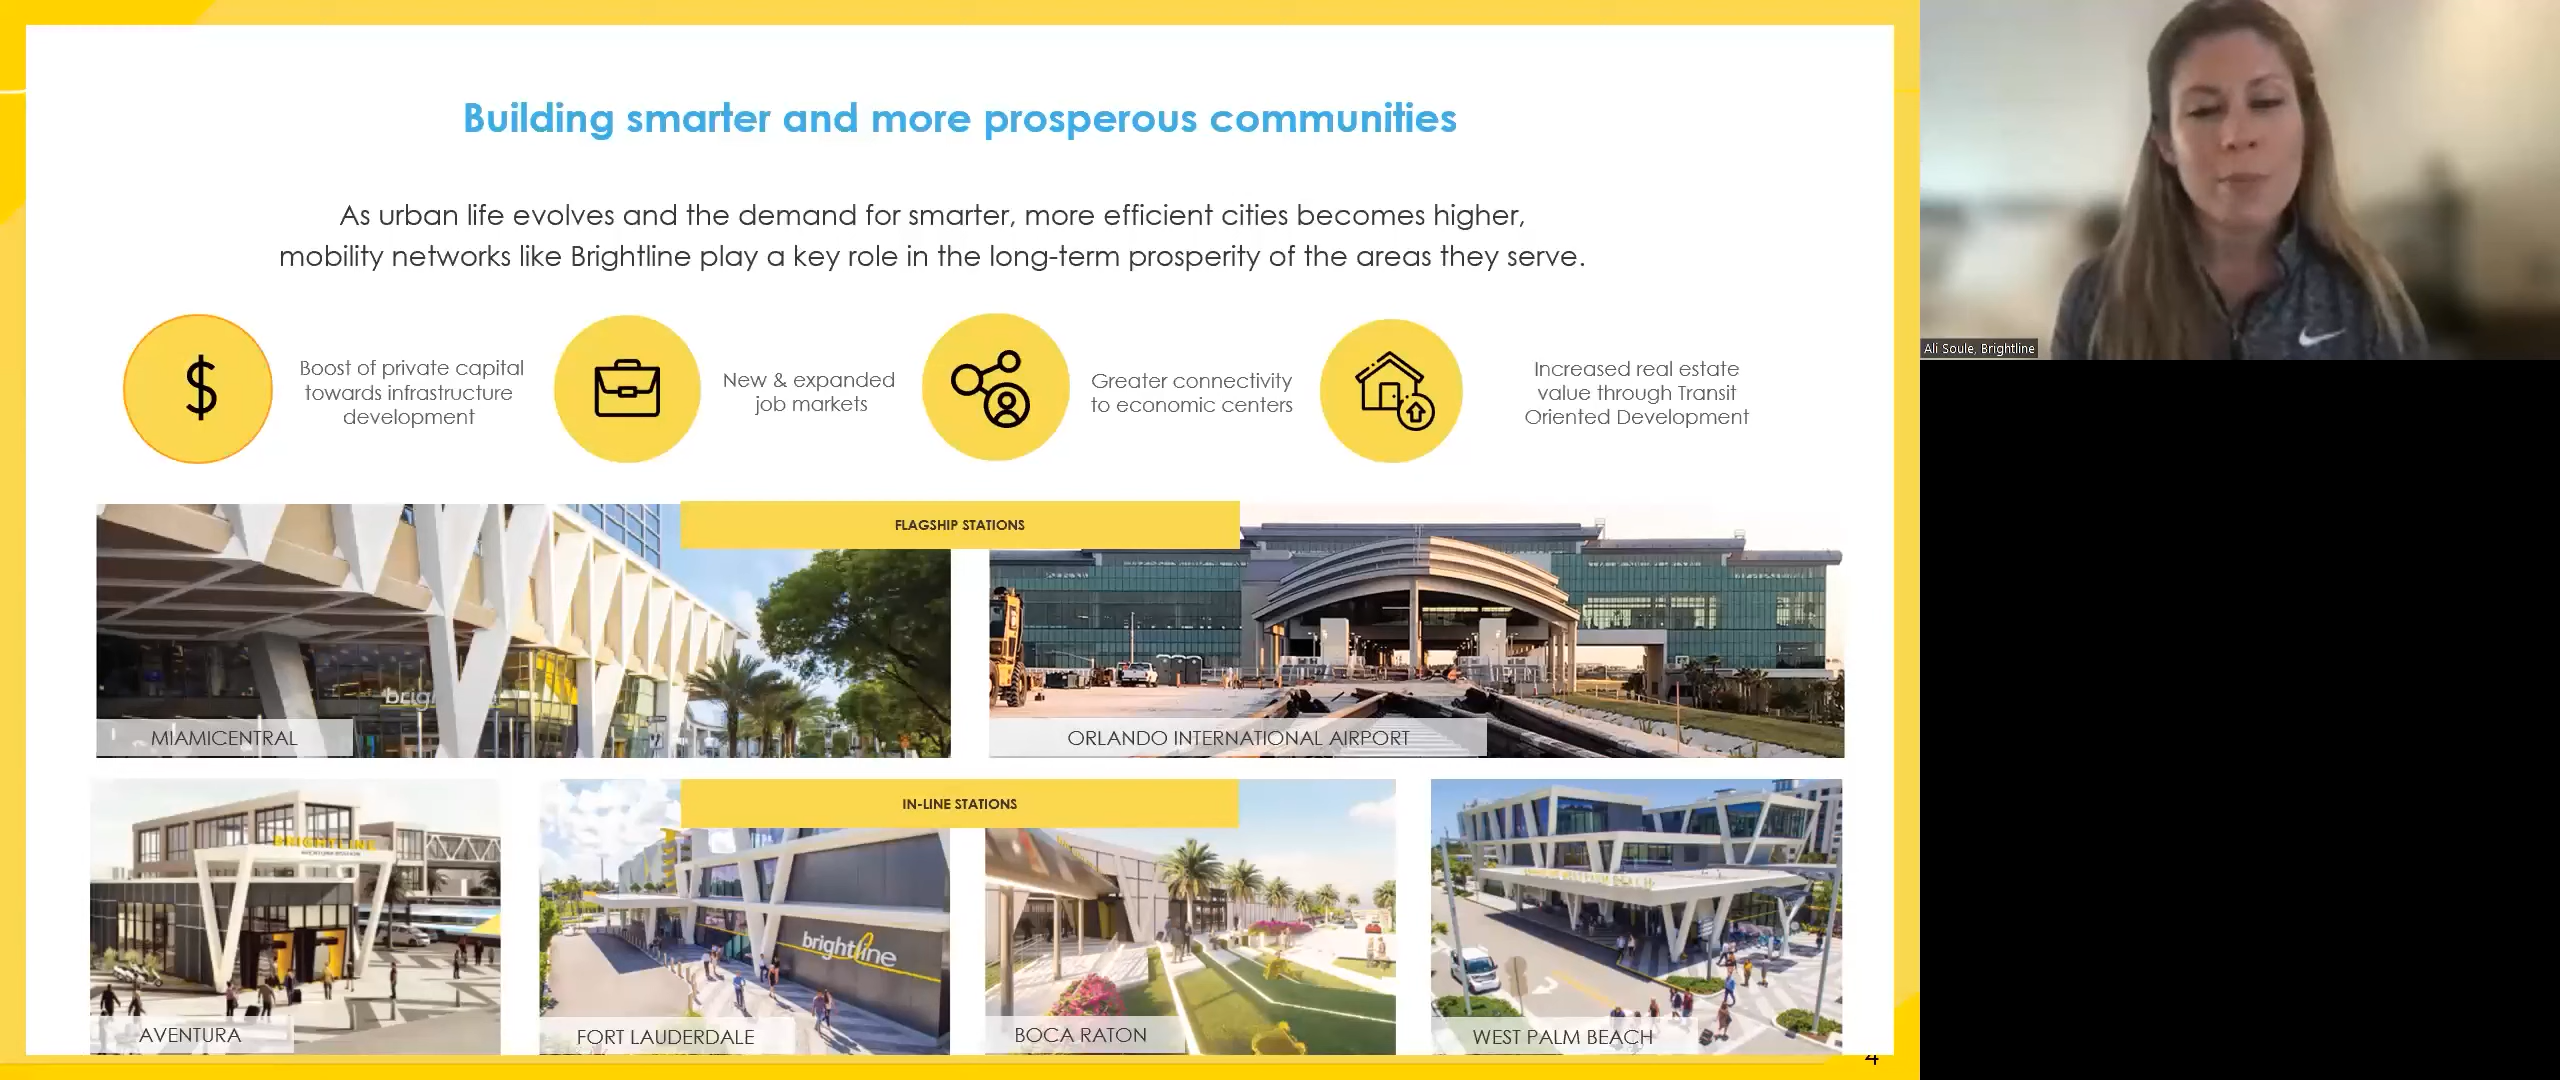 Building smarter and more prosperous communities
As urban life evolves and the demand for smarter, more efficient cities becomes higher,
mobility networks like Brightline play a key role in the long-term prosperity of the areas they serve.
$
Boost of private capital
towards infrastructure
development
New & expanded
job markets
Greater connectivity
to economic centers
Increased real estate
value through Transit
Oriented Development
FLAGSHIP STATIONS
MIAMICENTRAL
ORLANDO INTERNATIONAL AIRPORT
IN-LINE STATIONS
BRIGHTLINE
AVENTURA STATION
brightline
AVENTURA
FORT LAUDERDALE
BOCA RATON
WEST PALM BEACH
4
Ali Soule, Brightline